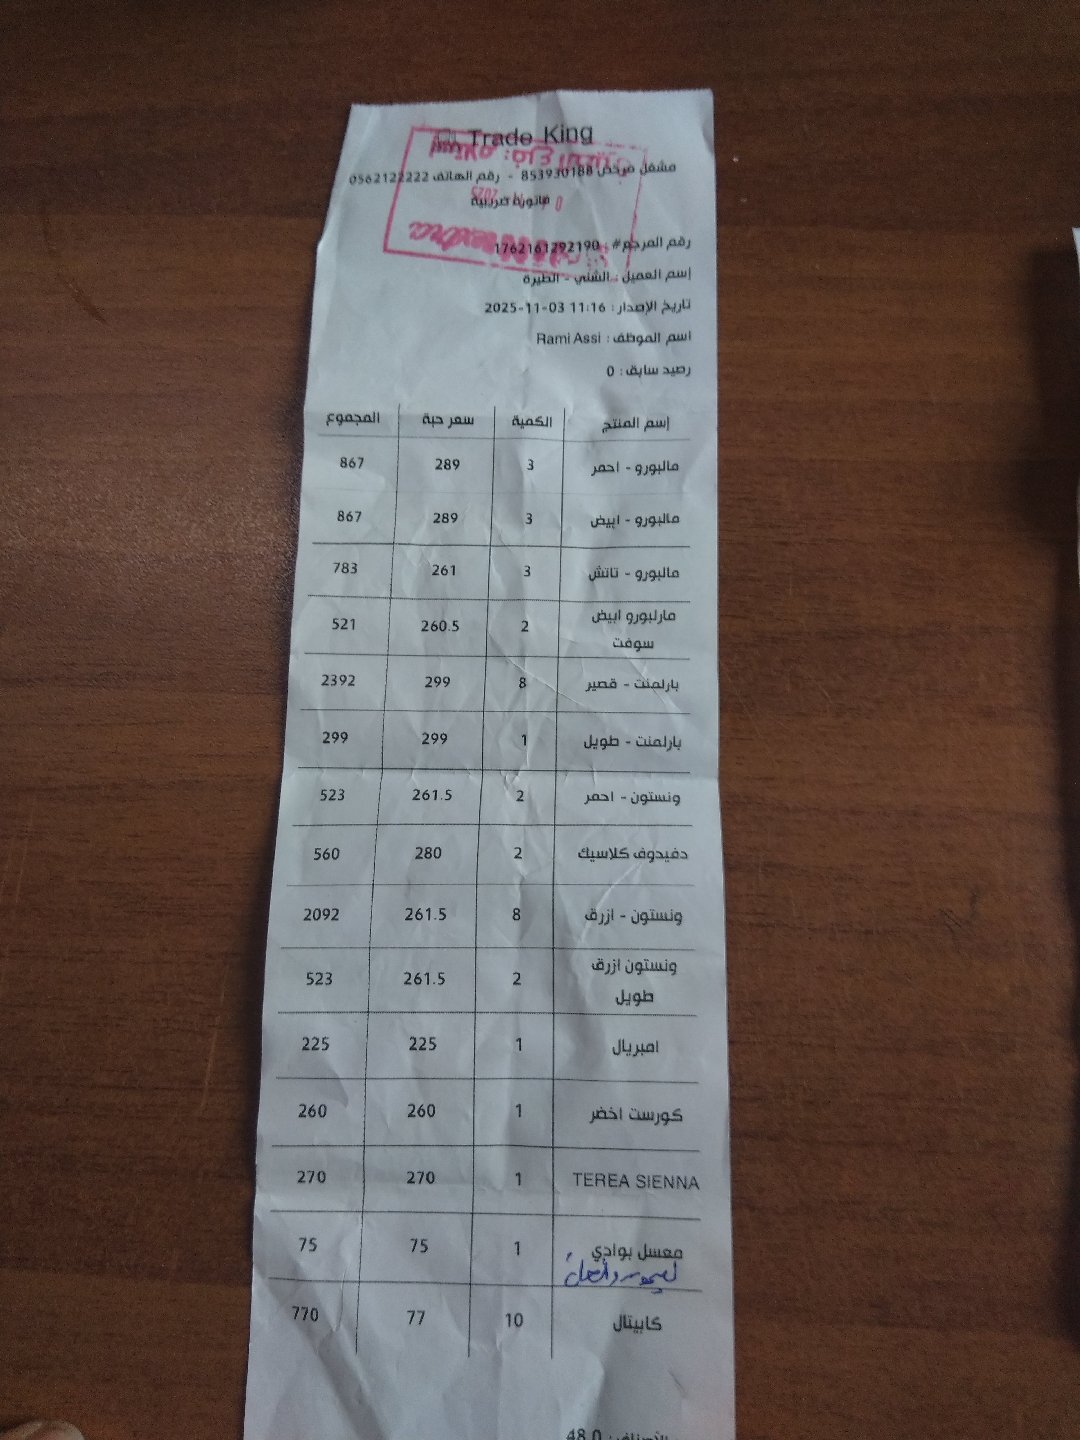 Trade King
مشغل مرخص 853930188 - رقم الهاتف 0562122222
فاتورة ضريبية
رقم المرجع# 1762161292190
إسم العميل : الشني - الطيرة
تاريخ الإصدار : 2025-11-03 11:16
اسم الموظف : Rami Assi
رصيد سابق : 0
إسم المنتج الكمية سعر حبة المجموع
مالبورو - احمر 3 289 867
مالبورو - ابيض 3 289 867
مالبورو - تاتش 3 261 783
مارلبورو ابيض سوفت 2 260.5 521
بارلمنت - قصير 8 299 2392
بارلمنت - طويل 1 299 299
ونستون - احمر 2 261.5 523
دفيدوف كلاسيك 2 280 560
ونستون - ازرق 8 261.5 2092
ونستون ازرق طويل 2 261.5 523
امبريال 1 225 225
كورست اخضر 1 260 260
TEREA SIENNA 1 270 270
معسل بوادي 1 75 75
كابيتال 10 77 770
48.0